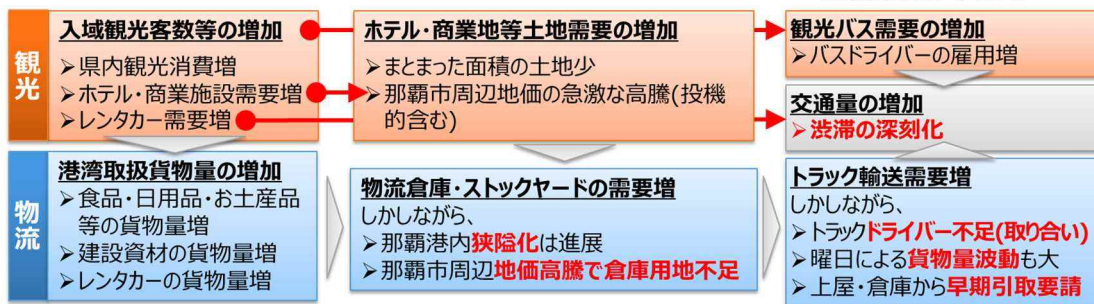 観光
入域観光客数等の増加
➢県内観光消費増
➢ホテル・商業施設需要増
➢レンタカー需要増
ホテル・商業地等土地需要の増加
➢まとまった面積の土地少
➢那覇市周辺地価の急激な高騰(投機
的含む)
観光バス需要の増加
➢バスドライバーの雇用増
交通量の増加
➢渋滞の深刻化
物流
港湾取扱貨物量の増加
➢食品・日用品・お土産品
等の貨物量増
➢建設資材の貨物量増
➢レンタカーの貨物量増
物流倉庫・ストックヤードの需要増
しかしながら、
➢那覇港内狭隘化は進展
➢那覇市周辺地価高騰で倉庫用地不足
トラック輸送需要増
しかしながら、
➢トラックドライバー不足(取り合い)
➢曜日による貨物量波動も大
➢上屋・倉庫から早期引取要請